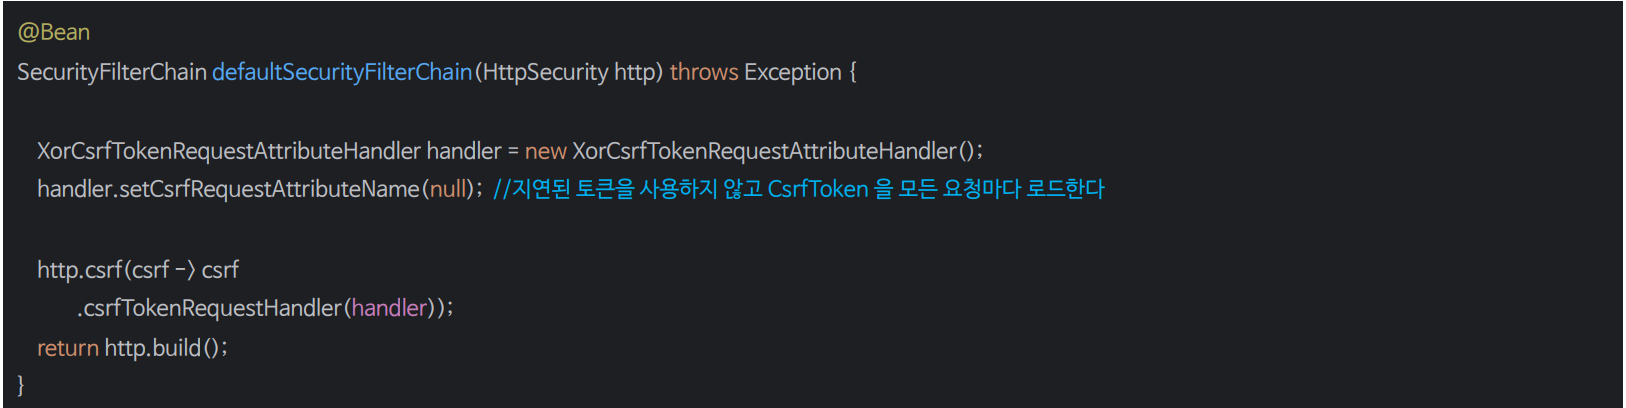 @Bean
SecurityFilterChain defaultSecurityFilterChain(HttpSecurity http) throws Exception {
XorCsrfTokenRequestAttributeHandler handler = new XorCsrfTokenRequestAttributeHandler();
handler.setCsrfRequestAttributeName(null); //지연된 토큰을 사용하지 않고 CsrfToken 을 모든 요청마다 로드한다
http.csrf(csrf -> csrf
.csrfTokenRequestHandler(handler));
return http.build();
}